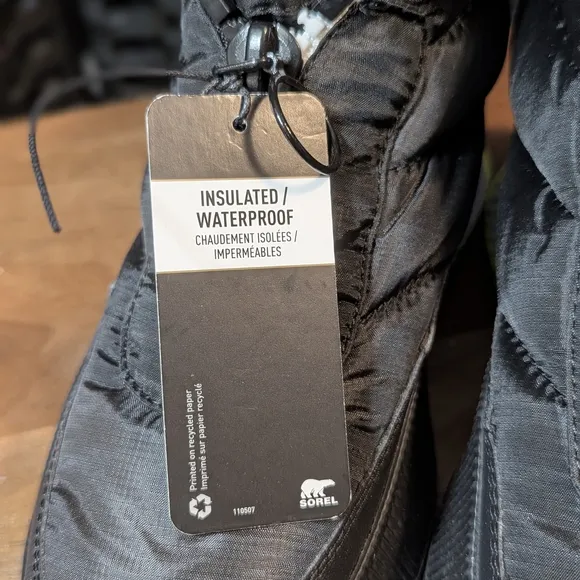 INSULATED /
WATERPROOF
CHAUDEMENT ISOLÉES /
IMPERMÉABLES
Printed on recycled paper
Imprimé sur papier recyclé
110507
SOREL